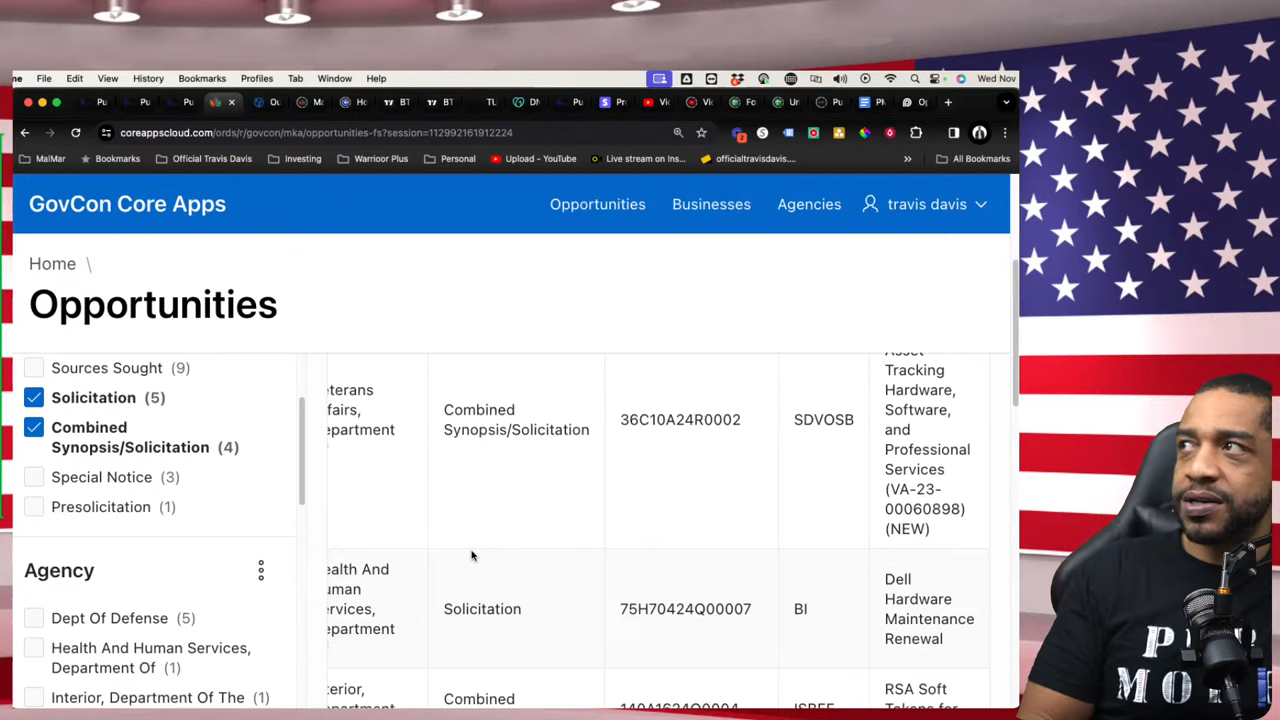 File Edit View History Bookmarks Profiles Tab Window Help Wed Nov
coreappscloud.com/ords/r/govcon/mka/opportunities-fs?session=112992161912224
MalMar Bookmarks Official Travis Davis Investing Warrioor Plus Personal Upload - YouTube Live stream on Ins... officialtravisdavis.... » All Bookmarks
GovCon Core Apps Opportunities Businesses Agencies travis davis
Home \
Opportunities
Sources Sought (9)
Solicitation (5)
Combined
Synopsis/Solicitation (4)
Special Notice (3)
Presolicitation (1)
Agency
Dept Of Defense (5)
Health And Human Services,
Department Of (1)
Interior, Department Of The (1)
eterans
ffairs,
epartment
Combined
Synopsis/Solicitation
36C10A24R0002
SDVOSB
Asset
Tracking
Hardware,
Software,
and
Professional
Services
(VA-23-
00060898)
(NEW)
ealth And
uman
ervices,
epartment
Solicitation
75H70424Q00007
BI
Dell
Hardware
Maintenance
Renewal
terior,
Combined
RSA Soft
Tokens for
P MO